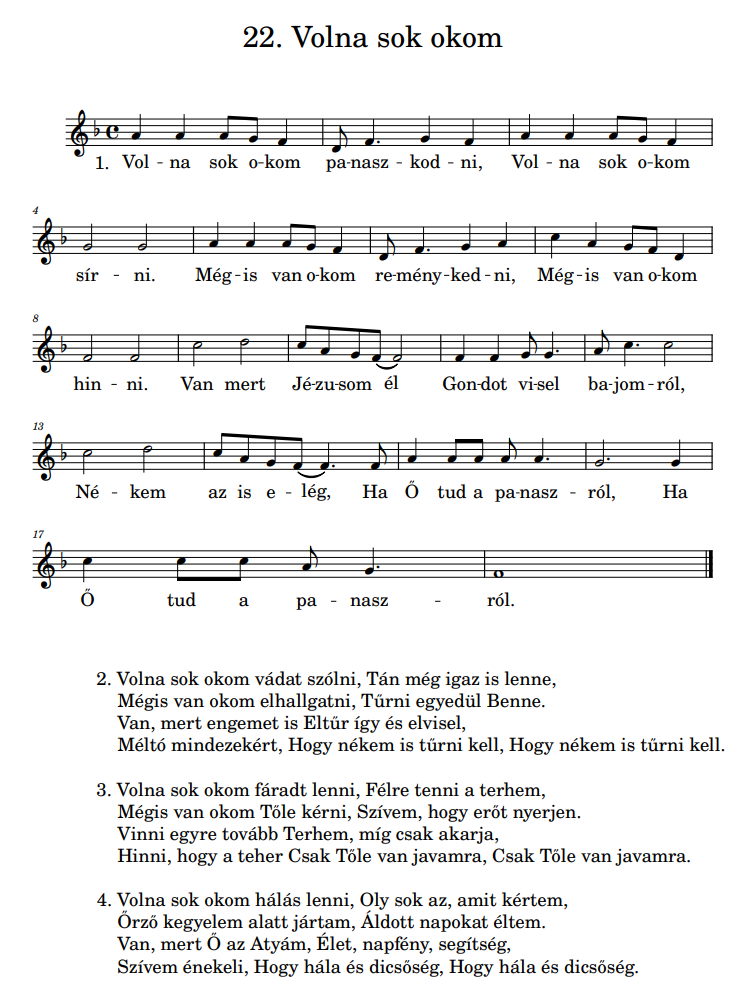 22. Volna sok okom
1. Vol - na sok o-kom pa-nasz - kod - ni, Vol - na sok o-kom
4
sír - ni. Még-is van o-kom re-mény-ked-ni, Még-is van o-kom
8
hin - ni. Van mert Jé-zu-som él Gon-dot vi-sel ba-jom-ról,
13
Né - kem az is e - lég, Ha Ő tud a pa-nasz - ról, Ha
17
Ő tud a pa - nasz - ról.
2. Volna sok okom vádat szólni, Tán még igaz is lenne,
Mégis van okom elhallgatni, Tűrni egyedül Benne.
Van, mert engemet is Eltűr így és elvisel,
Méltó mindezekért, Hogy nékem is tűrni kell, Hogy nékem is tűrni kell.
3. Volna sok okom fáradt lenni, Félre tenni a terhem,
Mégis van okom Tőle kérni, Szívem, hogy erőt nyerjen.
Vinni egyre tovább Terhem, míg csak akarja,
Hinni, hogy a teher Csak Tőle van javamra, Csak Tőle van javamra.
4. Volna sok okom hálás lenni, Oly sok az, amit kértem,
Őrző kegyelem alatt jártam, Áldott napokat éltem.
Van, mert Ő az Atyám, Élet, napfény, segítség,
Szívem énekeli, Hogy hála és dicsőség, Hogy hála és dicsőség.